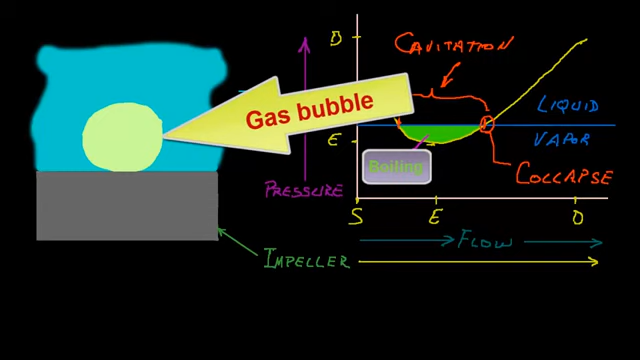 D
CAVITATION
Gas bubble
LIQUID
VAPOR
E
Boiling
PRESSURE
COLLAPSE
S
E
D
FLOW
IMPELLER